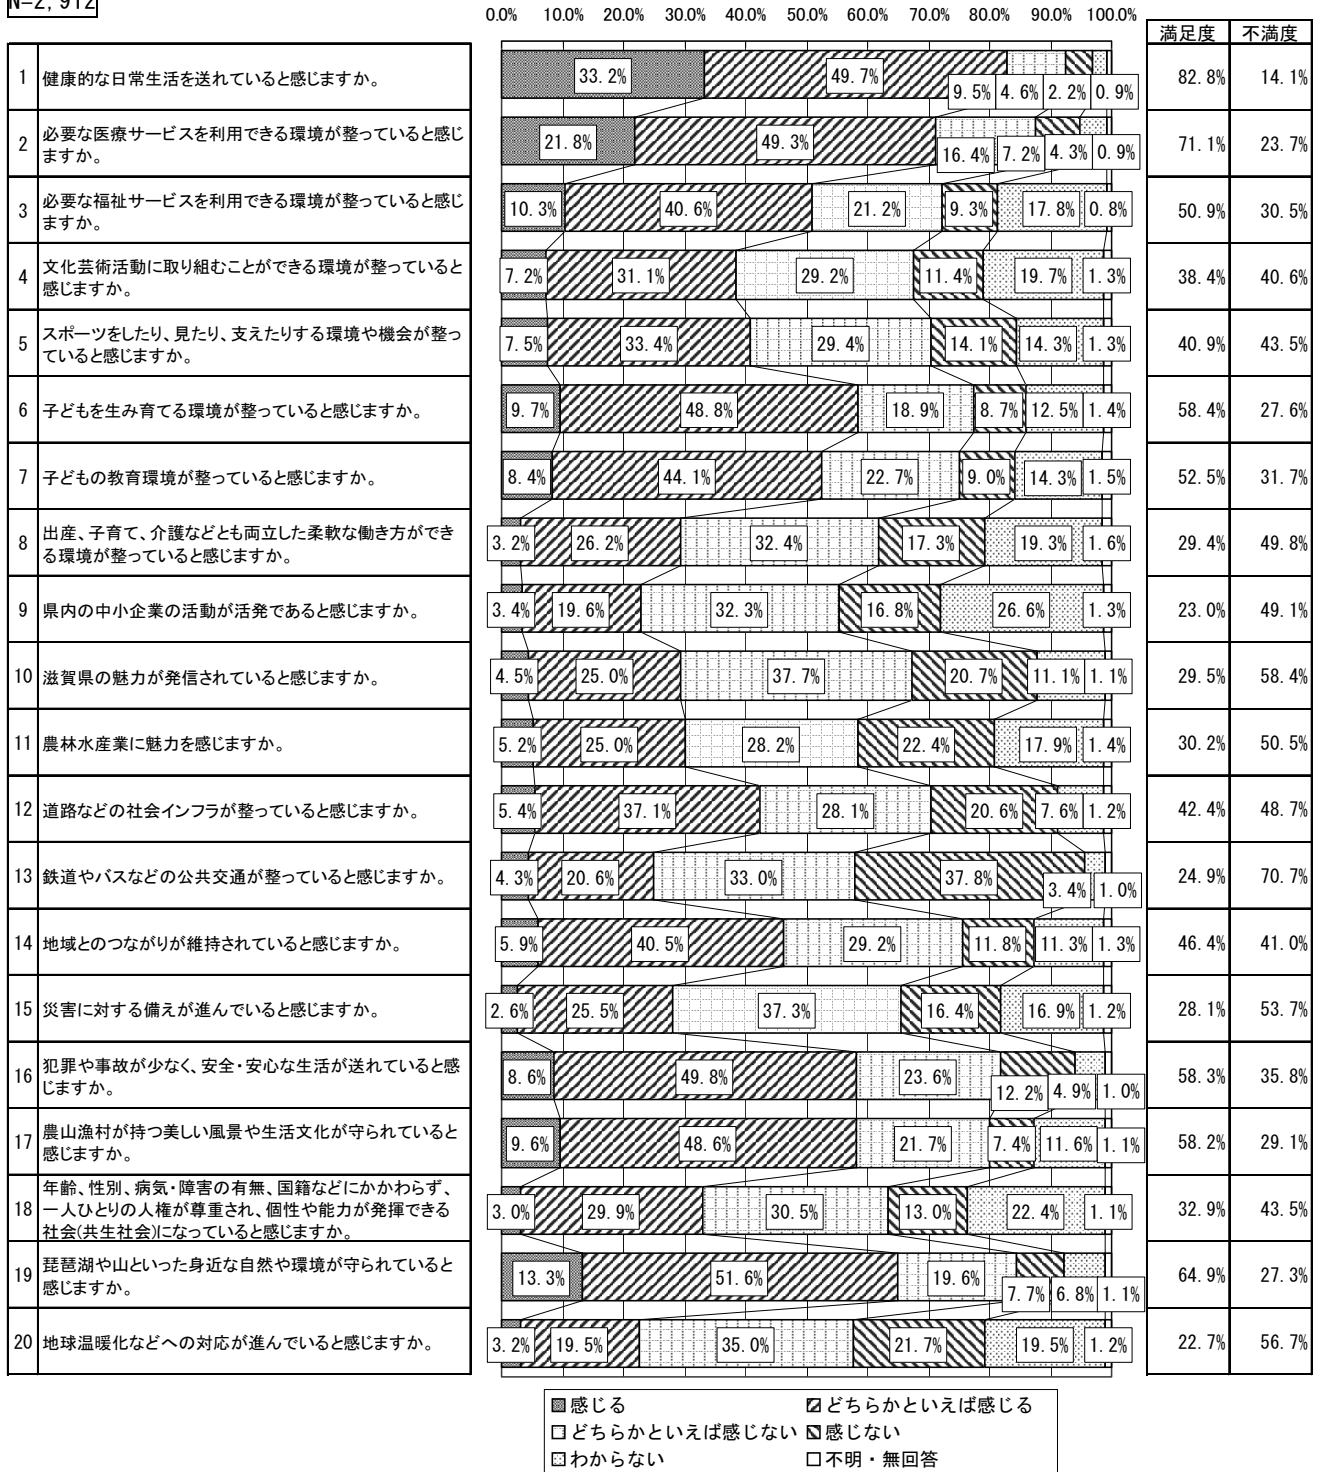 N=2,912
0.0% 10.0% 20.0% 30.0% 40.0% 50.0% 60.0% 70.0% 80.0% 90.0% 100.0%
満足度 不満度
1 健康的な日常生活を送れていると感じますか。 33.2% 49.7% 9.5% 4.6% 2.2% 0.9% 82.8% 14.1%
2 必要な医療サービスを利用できる環境が整っていると感じ
ますか。 21.8% 49.3% 16.4% 7.2% 4.3% 0.9% 71.1% 23.7%
3 必要な福祉サービスを利用できる環境が整っていると感じ
ますか。 10.3% 40.6% 21.2% 9.3% 17.8% 0.8% 50.9% 30.5%
4 文化芸術活動に取り組むことができる環境が整っていると
感じますか。 7.2% 31.1% 29.2% 11.4% 19.7% 1.3% 38.4% 40.6%
5 スポーツをしたり、見たり、支えたりする環境や機会が整っ
ていると感じますか。 7.5% 33.4% 29.4% 14.1% 14.3% 1.3% 40.9% 43.5%
6 子どもを生み育てる環境が整っていると感じますか。 9.7% 48.8% 18.9% 8.7% 12.5% 1.4% 58.4% 27.6%
7 子どもの教育環境が整っていると感じますか。 8.4% 44.1% 22.7% 9.0% 14.3% 1.5% 52.5% 31.7%
8 出産、子育て、介護などとも両立した柔軟な働き方ができ
る環境が整っていると感じますか。 3.2% 26.2% 32.4% 17.3% 19.3% 1.6% 29.4% 49.8%
9 県内の中小企業の活動が活発であると感じますか。 3.4% 19.6% 32.3% 16.8% 26.6% 1.3% 23.0% 49.1%
10 滋賀県の魅力が発信されていると感じますか。 4.5% 25.0% 37.7% 20.7% 11.1% 1.1% 29.5% 58.4%
11 農林水産業に魅力を感じますか。 5.2% 25.0% 28.2% 22.4% 17.9% 1.4% 30.2% 50.5%
12 道路などの社会インフラが整っていると感じますか。 5.4% 37.1% 28.1% 20.6% 7.6% 1.2% 42.4% 48.7%
13 鉄道やバスなどの公共交通が整っていると感じますか。 4.3% 20.6% 33.0% 37.8% 3.4% 1.0% 24.9% 70.7%
14 地域とのつながりが維持されていると感じますか。 5.9% 40.5% 29.2% 11.8% 11.3% 1.3% 46.4% 41.0%
15 災害に対する備えが進んでいると感じますか。 2.6% 25.5% 37.3% 16.4% 16.9% 1.2% 28.1% 53.7%
16 犯罪や事故が少なく、安全・安心な生活が送れていると感
じますか。 8.6% 49.8% 23.6% 12.2% 4.9% 1.0% 58.3% 35.8%
17 農山漁村が持つ美しい風景や生活文化が守られていると
感じますか。 9.6% 48.6% 21.7% 7.4% 11.6% 1.1% 58.2% 29.1%
18 年齢、性別、病気・障害の有無、国籍などにかかわらず、
一人ひとりの人権が尊重され、個性や能力が発揮できる
社会(共生社会)になっていると感じますか。 3.0% 29.9% 30.5% 13.0% 22.4% 1.1% 32.9% 43.5%
19 琵琶湖や山といった身近な自然や環境が守られていると
感じますか。 13.3% 51.6% 19.6% 7.7% 6.8% 1.1% 64.9% 27.3%
20 地球温暖化などへの対応が進んでいると感じますか。 3.2% 19.5% 35.0% 21.7% 19.5% 1.2% 22.7% 56.7%
感じる どちらかといえば感じる
どちらかといえば感じない 感じない
わからない 不明・無回答